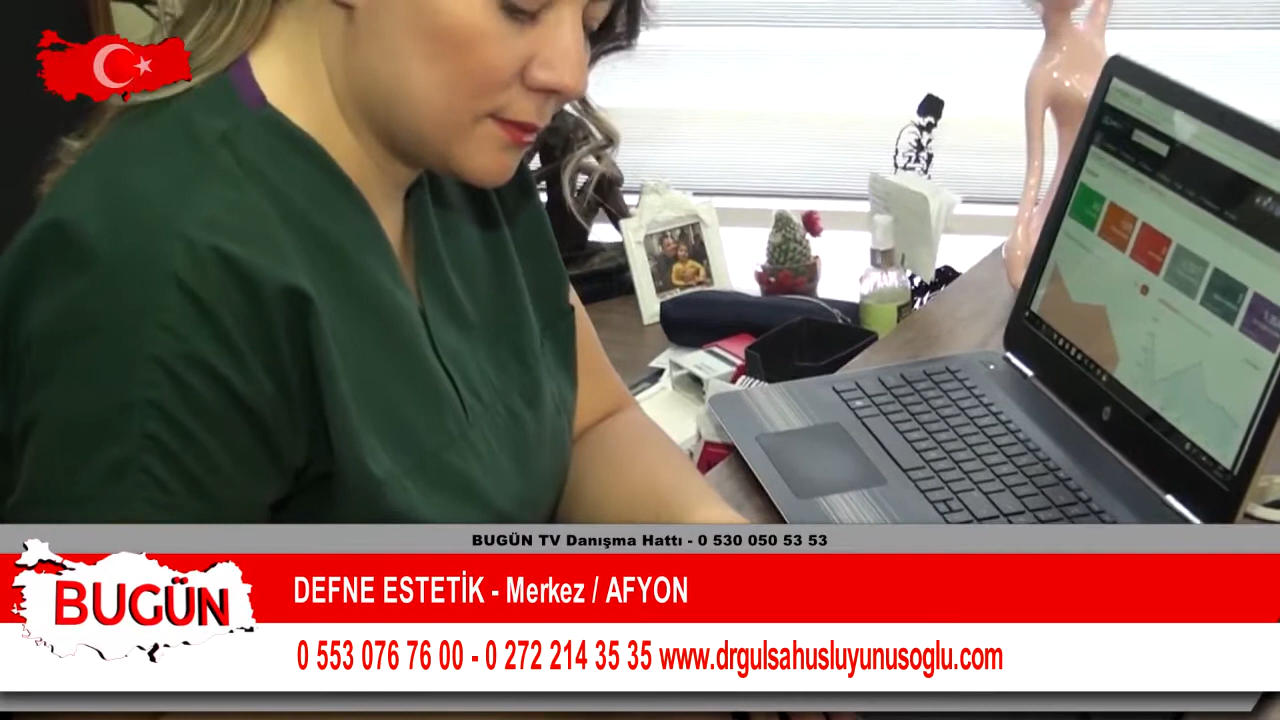 BUGÜN TV Danışma Hattı - 0 530 050 53 53
BUGÜN
DEFNE ESTETİK - Merkez / AFYON
0 553 076 76 00 - 0 272 214 35 35 www.drgulsahusluyunusoglu.com